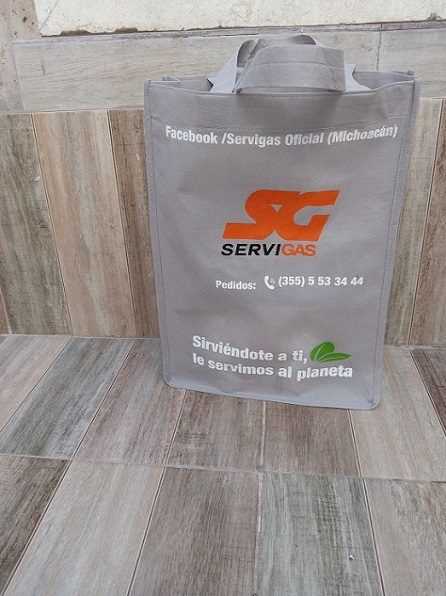 Facebook /Servigas Oficial (Michoacán)
SG
SERVIGAS
Pedidos: (355) 5 53 34 44
Sirviéndote a ti,
le servimos al planeta